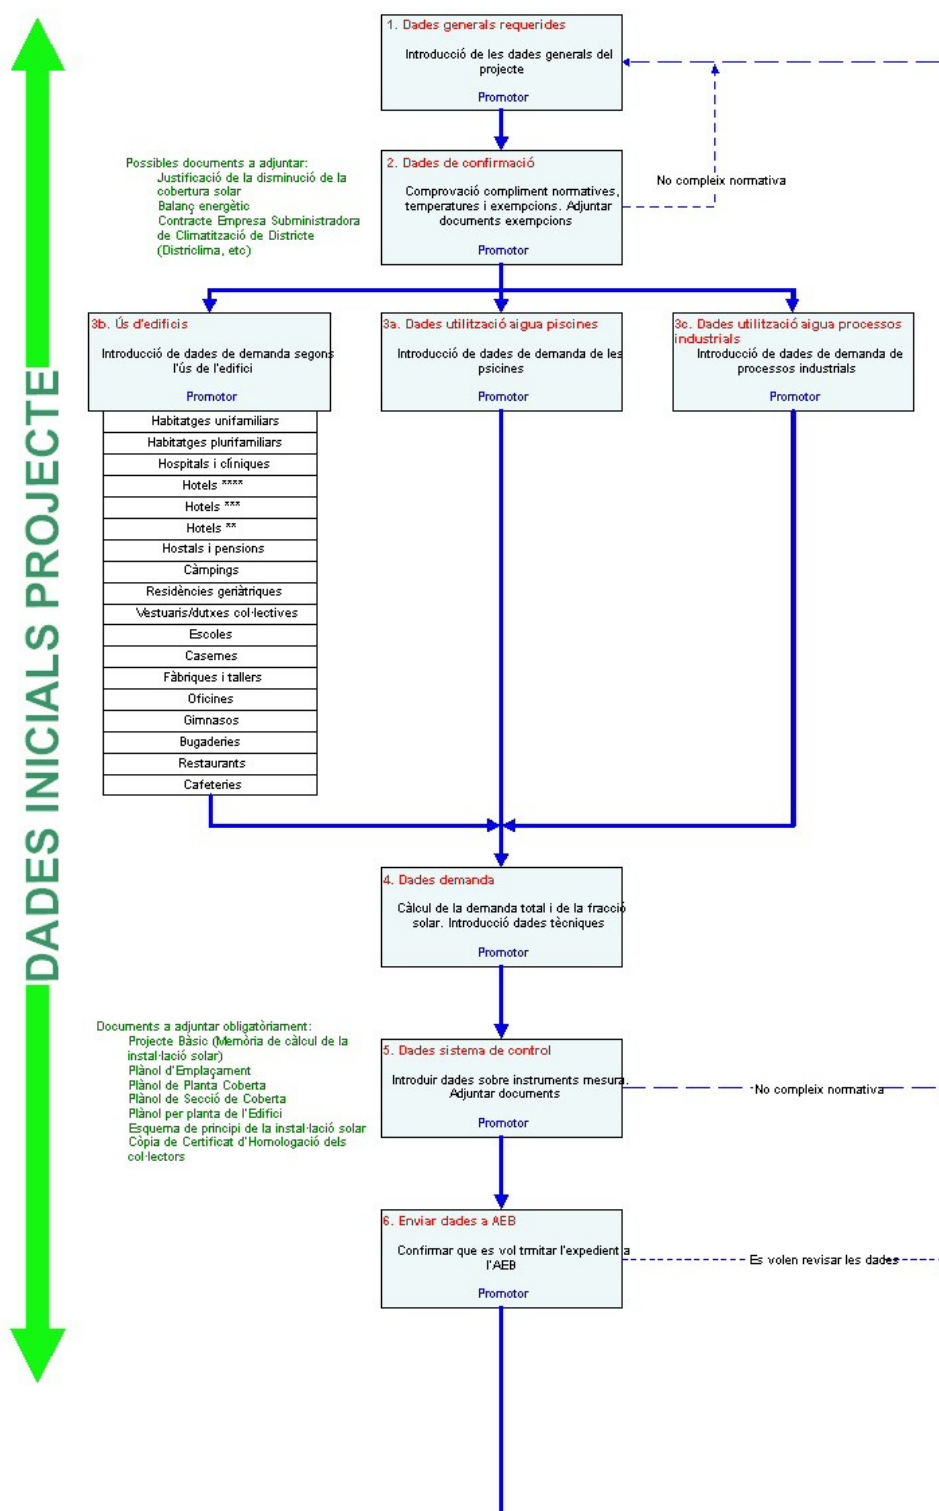 DADES INICIALS PROJECTE
1. Dades generals requerides
Introducció de les dades generals del
projecte
Promotor
Possibles documents a adjuntar:
Justificació de la disminució de la
cobertura solar
Balanç energètic
Contracte Empresa Subministradora
de Climatització de Districte
(Districlima, etc)
2. Dades de confirmació
Comprovació compliment normatives,
temperatures i exempcions. Adjuntar
documents exempcions
Promotor
No compleix normativa
3b. Ús d'edificis
Introducció de dades de demanda segons
l'ús de l'edifici
Promotor
3a. Dades utilització aigua piscines
Introducció de dades de demanda de les
psicines
Promotor
3c. Dades utilització aigua processos
industrials
Introducció de dades de demanda de
processos industrials
Promotor
Habitatges unifamiliars
Habitatges plurifamiliars
Hospitals i clíniques
Hotels ****
Hotels ***
Hotels **
Hostals i pensions
Càmpings
Residències geriàtriques
Vestuaris/dutxes col·lectives
Escoles
Casernes
Fàbriques i tallers
Oficines
Gimnasos
Bugaderies
Restaurants
Cafeteries
4. Dades demanda
Càlcul de la demanda total i de la fracció
solar. Introducció dades tècniques
Promotor
Documents a adjuntar obligatòriament:
Projecte Bàsic (Memòria de càlcul de la
instal·lació solar)
Plànol d'Emplaçament
Plànol de Planta Coberta
Plànol de Secció de Coberta
Plànol per planta de l'Edifici
Esquema de principi de la instal·lació solar
Còpia de Certificat d'Homologació dels
col·lectors
5. Dades sistema de control
Introduir dades sobre instruments mesura.
Adjuntar documents
Promotor
No compleix normativa
6. Enviar dades a AEB
Confirmar que es vol trmitar l'expedient a
l'AEB
Promotor
Es volen revisar les dades